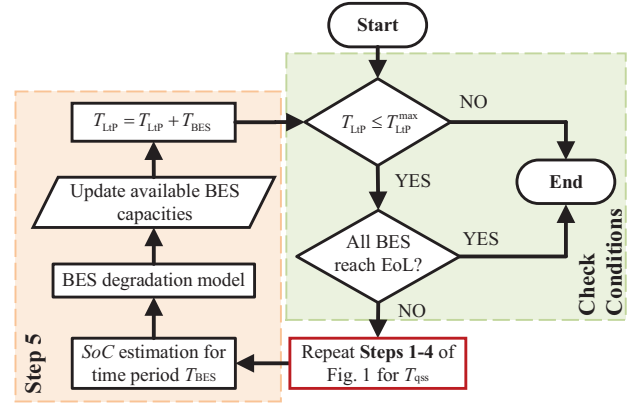 Start
T_LtP ≤ T_LtP^max
NO
YES
End
All BES
reach EoL?
YES
NO
Check
Conditions
Repeat Steps 1-4 of
Fig. 1 for T_qss
SoC estimation for
time period T_BES
BES degradation model
Update available BES
capacities
T_LtP = T_LtP + T_BES
Step 5